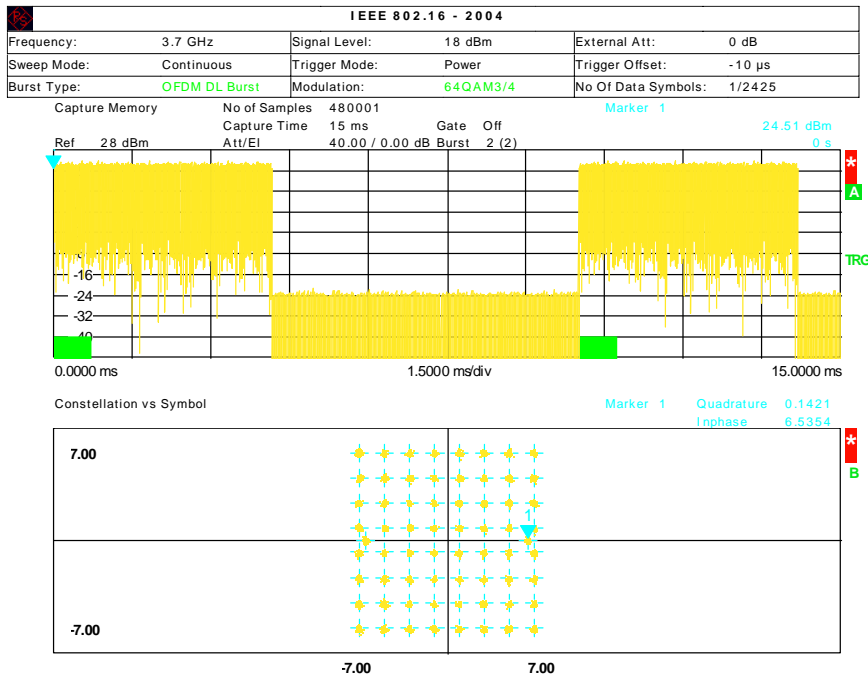 IEEE 802.16 - 2004
Frequency: 3.7 GHz Signal Level: 18 dBm External Att: 0 dB
Sweep Mode: Continuous Trigger Mode: Power Trigger Offset: -10 µs
Burst Type: OFDM DL Burst Modulation: 64QAM3/4 No Of Data Symbols: 1/2425
Capture Memory No of Samples 480001 Marker 1
Capture Time 15 ms Gate Off 24.51 dBm
Ref 28 dBm Att/El 40.00 / 0.00 dB Burst 2 (2) 0 s
*
A
TRG
-16
-24
-32
0.0000 ms 1.5000 ms/div 15.0000 ms
Constellation vs Symbol Marker 1 Quadrature 0.1421
Inphase 6.5354
*
7.00
B
1
-7.00
-7.00 7.00